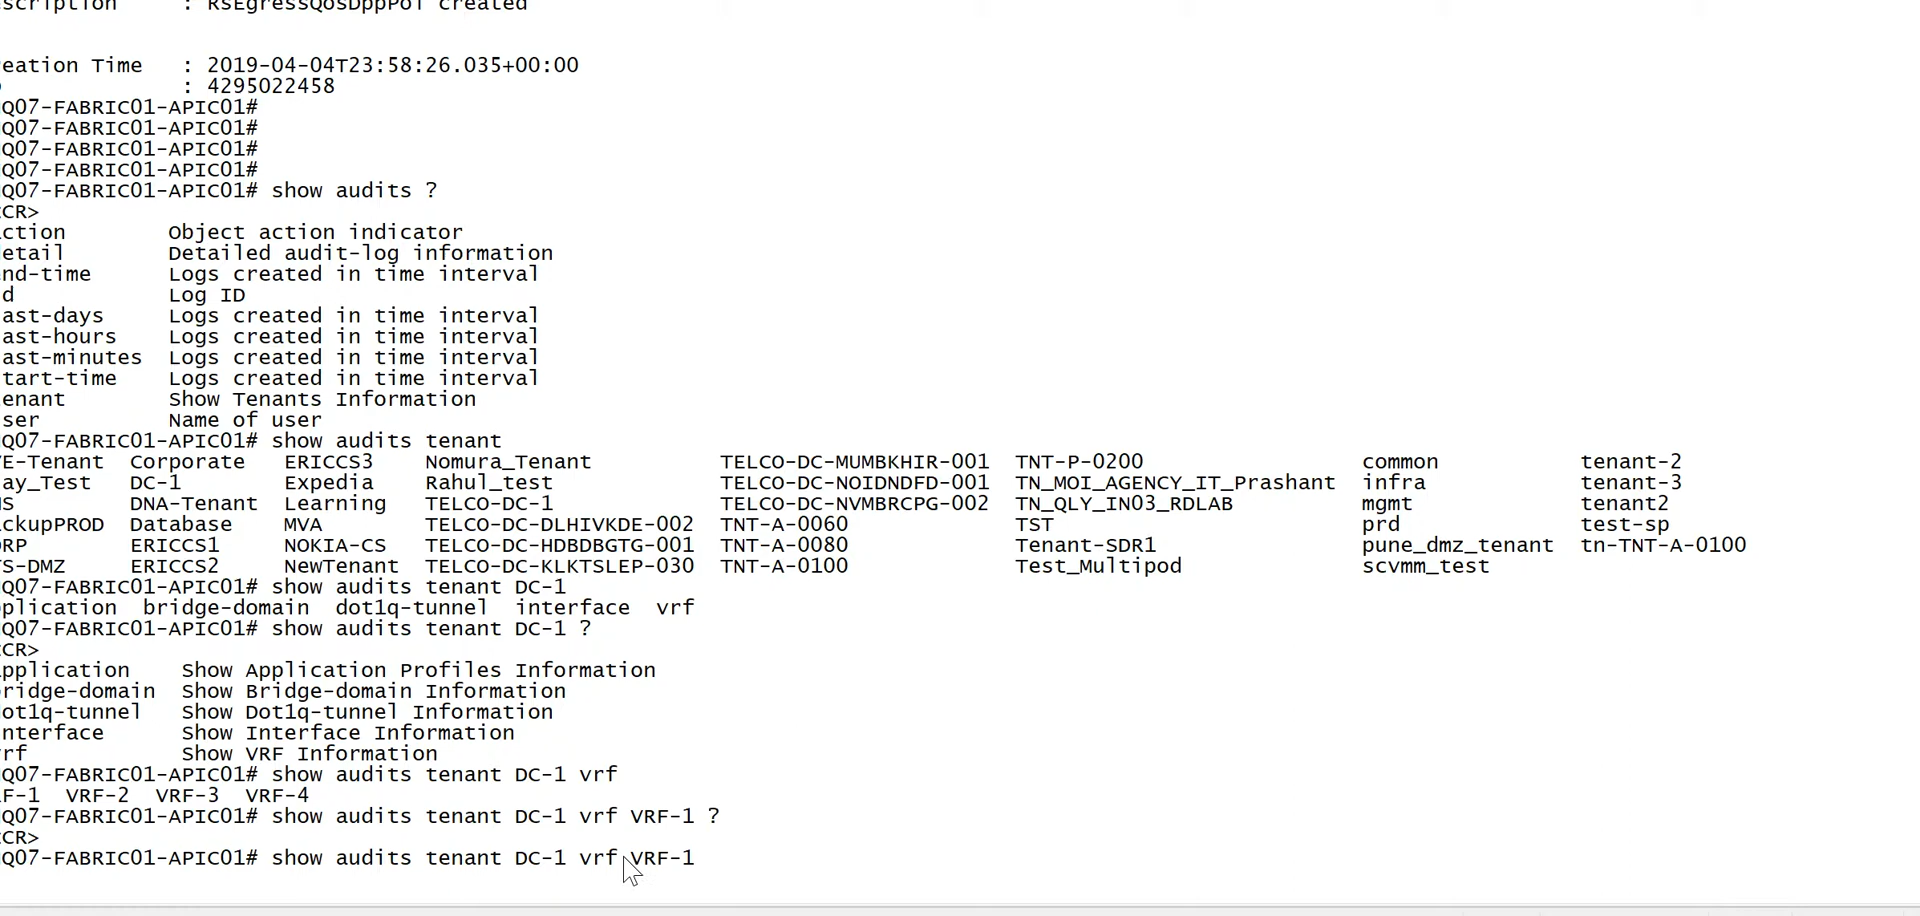 scription : RsEgressQosDppPol created
eation Time : 2019-04-04T23:58:26.035+00:00
: 4295022458
Q07-FABRIC01-APIC01#
Q07-FABRIC01-APIC01#
Q07-FABRIC01-APIC01#
Q07-FABRIC01-APIC01#
Q07-FABRIC01-APIC01# show audits ?
CR>
ction Object action indicator
etail Detailed audit-log information
nd-time Logs created in time interval
d Log ID
ast-days Logs created in time interval
ast-hours Logs created in time interval
ast-minutes Logs created in time interval
tart-time Logs created in time interval
enant Show Tenants Information
ser Name of user
Q07-FABRIC01-APIC01# show audits tenant
E-Tenant Corporate ERICCS3 Nomura_Tenant TELCO-DC-MUMBKHIR-001 TNT-P-0200 common tenant-2
ay_Test DC-1 Expedia Rahul_test TELCO-DC-NOIDNDFD-001 TN_MOI_AGENCY_IT_Prashant infra tenant-3
S DNA-Tenant Learning TELCO-DC-1 TELCO-DC-NVMBRCPG-002 TN_QLY_IN03_RDLAB mgmt tenant2
ckupPROD Database MVA TELCO-DC-DLHIVKDE-002 TNT-A-0060 TST prd test-sp
RP ERICCS1 NOKIA-CS TELCO-DC-HDBDBGTG-001 TNT-A-0080 Tenant-SDR1 pune_dmz_tenant tn-TNT-A-0100
S-DMZ ERICCS2 NewTenant TELCO-DC-KLKTSLEP-030 TNT-A-0100 Test_Multipod scvmm_test
Q07-FABRIC01-APIC01# show audits tenant DC-1
plication bridge-domain dot1q-tunnel interface vrf
Q07-FABRIC01-APIC01# show audits tenant DC-1 ?
CR>
pplication Show Application Profiles Information
ridge-domain Show Bridge-domain Information
ot1q-tunnel Show Dot1q-tunnel Information
nterface Show Interface Information
rf Show VRF Information
Q07-FABRIC01-APIC01# show audits tenant DC-1 vrf
F-1 VRF-2 VRF-3 VRF-4
Q07-FABRIC01-APIC01# show audits tenant DC-1 vrf VRF-1 ?
CR>
Q07-FABRIC01-APIC01# show audits tenant DC-1 vrf VRF-1